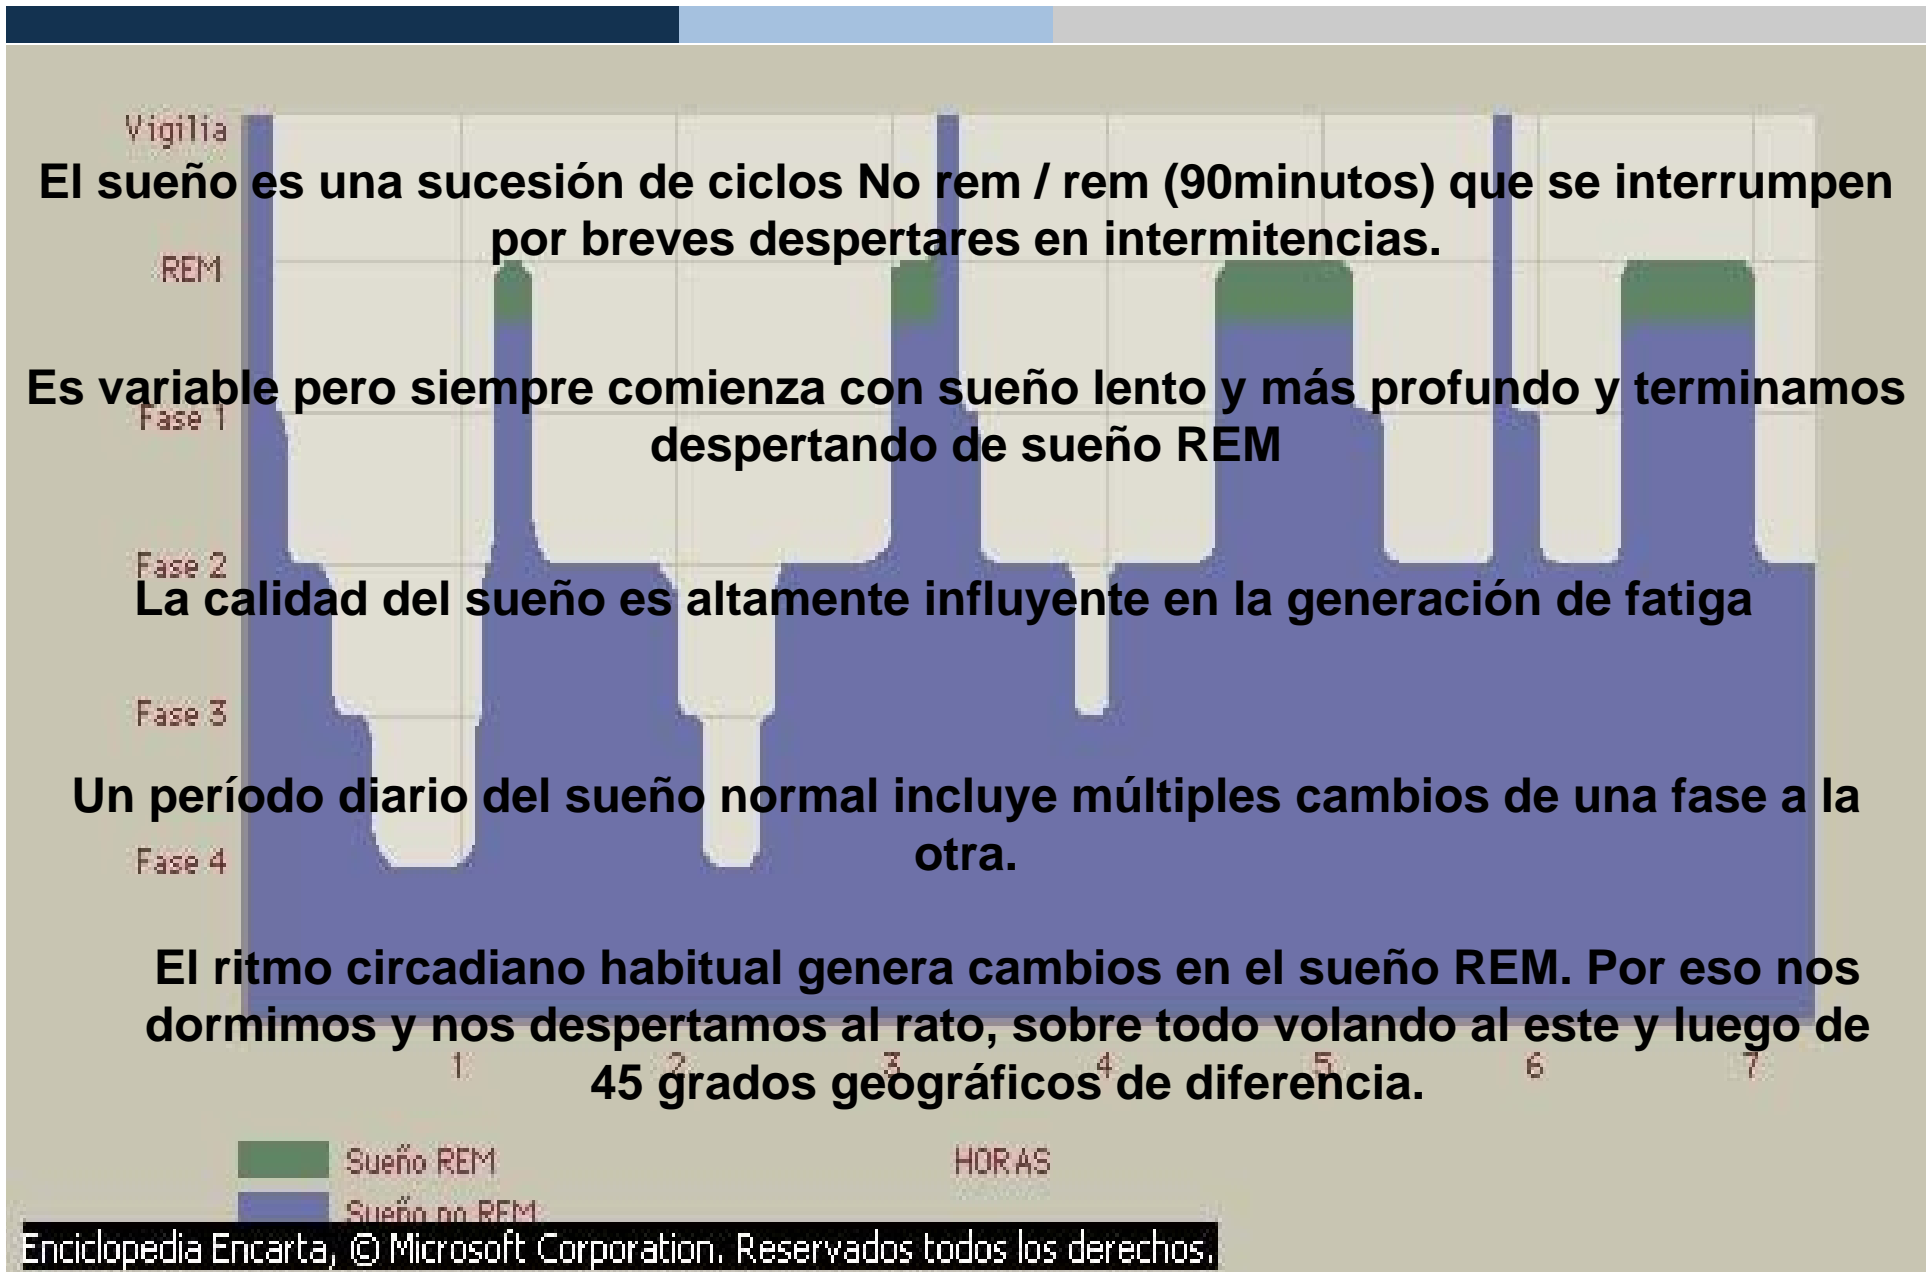 Vigilia
El sueño es una sucesión de ciclos No rem / rem (90minutos) que se interrumpen
por breves despertares en intermitencias.
REM
Es variable pero siempre comienza con sueño lento y más profundo y terminamos
Fase 1
despertando de sueño REM
Fase 2
La calidad del sueño es altamente influyente en la generación de fatiga
Fase 3
Un período diario del sueño normal incluye múltiples cambios de una fase a la
otra.
Fase 4
El ritmo circadiano habitual genera cambios en el sueño REM. Por eso nos
dormimos y nos despertamos al rato, sobre todo volando al este y luego de
45 grados geográficos de diferencia.
1 2 3 4 5 6 7
Sueño REM
HORAS
Sueño no REM
Enciclopedia Encarta, © Microsoft Corporation. Reservados todos los derechos.